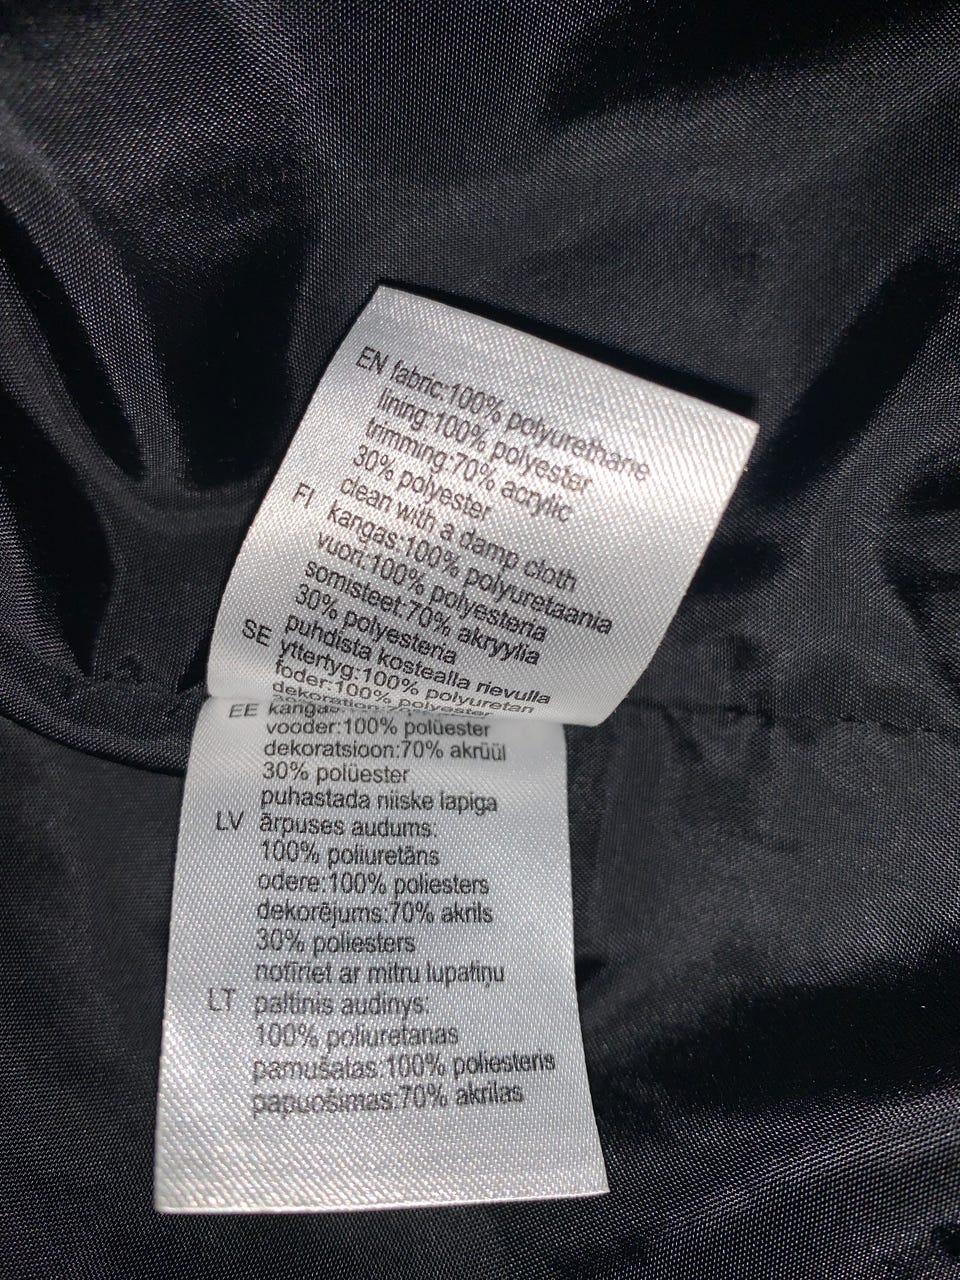 EN fabric:100% polyurethane
lining:100% polyester
trimming:70% acrylic
30% polyester
clean with a damp cloth
FI kangas:100% polyuretaania
vuori:100% polyesteria
somisteet:70% akryylia
30% polyesteria
puhdista kostealla rievulla
SE yttertyg:100% polyuretan
foder:100% polyester
dekoration:
EE kangas
vooder:100% polüester
dekoratsioon:70% akrüül
30% polüester
puhastada niiske lapiga
LV ārpuses audums:
100% poliuretāns
odere:100% poliesters
dekorējums:70% akrils
30% poliesters
notīriet ar mitru lupatiņu
LT paltinis audinys:
100% poliuretanas
pamušalas:100% poliesteris
papuošimas:70% akrilas